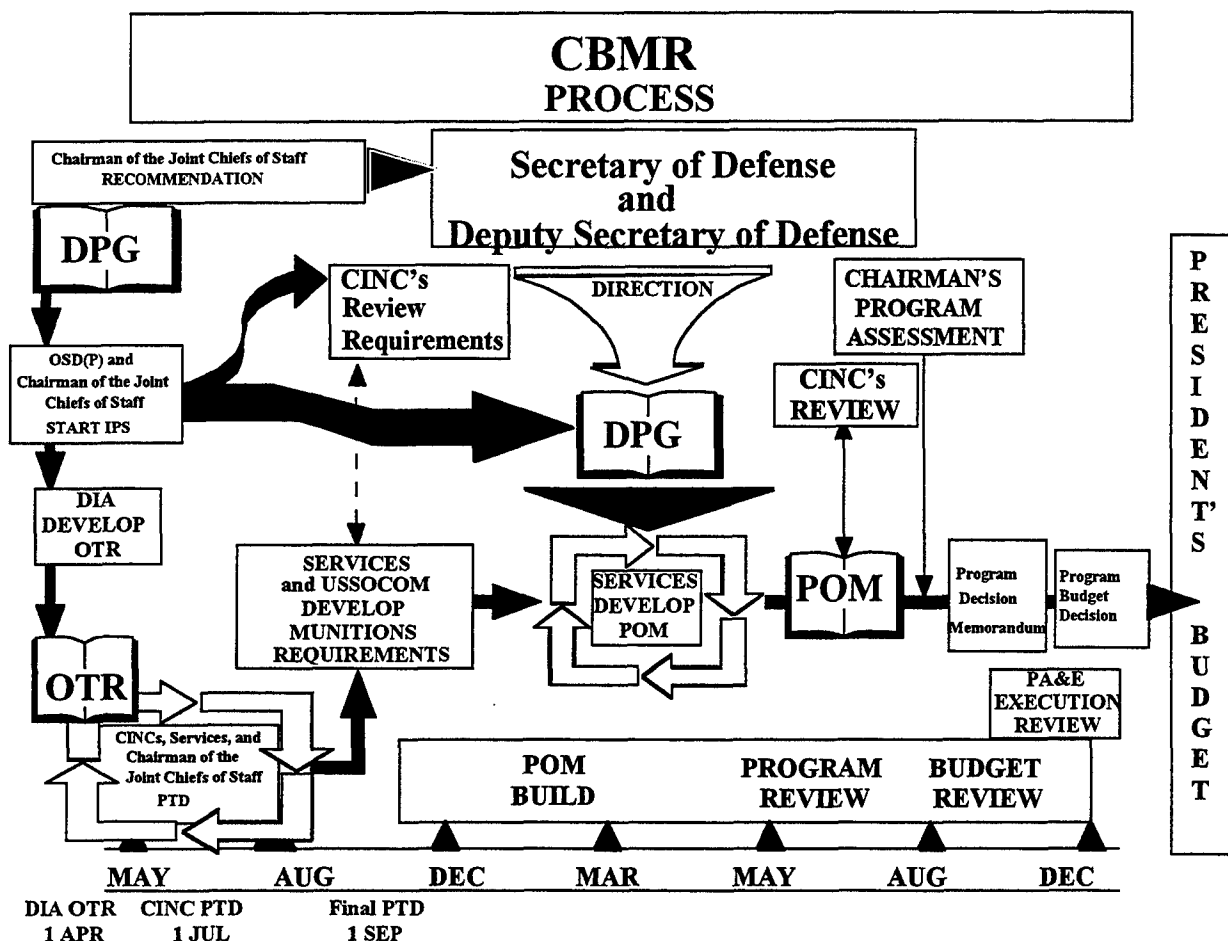 CBMR
PROCESS
Chairman of the Joint Chiefs of Staff
RECOMMENDATION
Secretary of Defense
and
Deputy Secretary of Defense
DPG
CINC's
Review
Requirements
DIRECTION
CHAIRMAN'S
PROGRAM
ASSESSMENT
OSD(P) and
Chairman of the Joint
Chiefs of Staff
START IPS
CINC's
REVIEW
DPG
DIA
DEVELOP
OTR
SERVICES
and USSOCOM
DEVELOP
MUNITIONS
REQUIREMENTS
SERVICES
DEVELOP
POM
POM
Program
Decision
Memorandum
Program
Budget
Decision
PRESIDENT'S
BUDGET
OTR
CINCs, Services, and
Chairman of the
Joint Chiefs of Staff
PTD
PA&E
EXECUTION
REVIEW
POM
BUILD
PROGRAM
REVIEW
BUDGET
REVIEW
MAY AUG DEC MAR MAY AUG DEC
DIA OTR CINC PTD Final PTD
1 APR 1 JUL 1 SEP